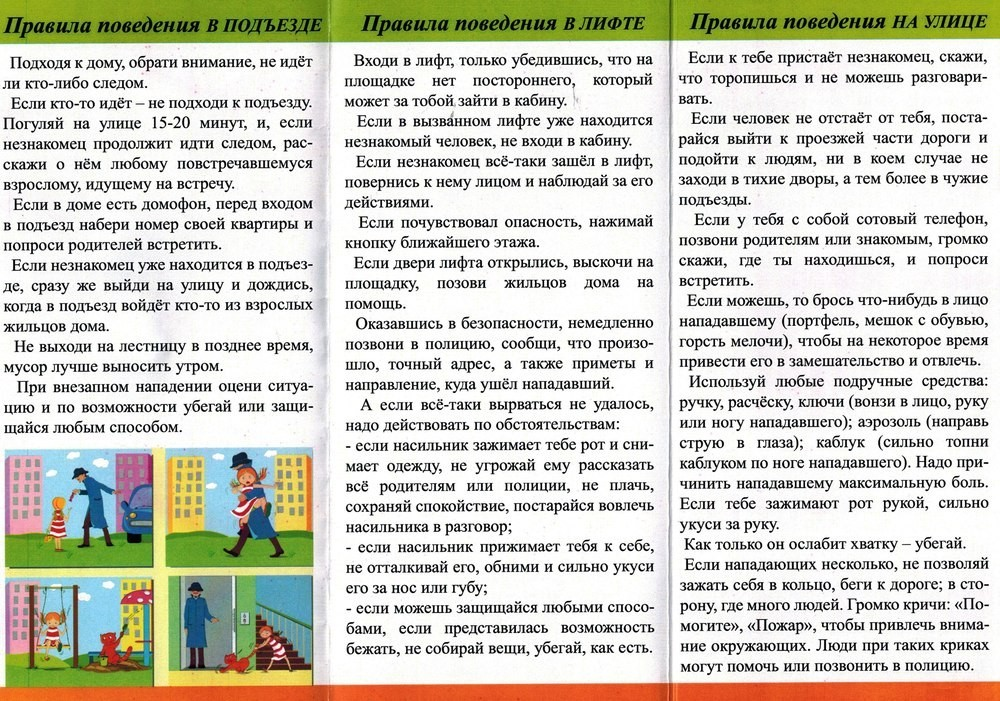 Правила поведения В ПОДЪЕЗДЕ
Подходя к дому, обрати внимание, не идёт
ли кто-либо следом.
Если кто-то идёт – не подходи к подъезду.
Погуляй на улице 15-20 минут, и, если
незнакомец продолжит идти следом, рас-
скажи о нём любому повстречавшемуся
взрослому, идущему на встречу.
Если в доме есть домофон, перед входом
в подъезд набери номер своей квартиры и
попроси родителей встретить.
Если незнакомец уже находится в подъез-
де, сразу же выйди на улицу и дождись,
когда в подъезд войдёт кто-то из взрослых
жильцов дома.
Не выходи на лестницу в позднее время,
мусор лучше выносить утром.
При внезапном нападении оцени ситуа-
цию и по возможности убегай или защи-
щайся любым способом.
Правила поведения В ЛИФТЕ
Входи в лифт, только убедившись, что на
площадке нет постороннего, который
может за тобой зайти в кабину.
Если в вызванном лифте уже находится
незнакомый человек, не входи в кабину.
Если незнакомец всё-таки зашёл в лифт,
повернись к нему лицом и наблюдай за его
действиями.
Если почувствовал опасность, нажимай
кнопку ближайшего этажа.
Если двери лифта открылись, выскочи на
площадку, позови жильцов дома на
помощь.
Оказавшись в безопасности, немедленно
позвони в полицию, сообщи, что произо-
шло, точный адрес, а также приметы и
направление, куда ушёл нападавший.
А если всё-таки вырваться не удалось,
надо действовать по обстоятельствам:
- если насильник зажимает тебе рот и сни-
мает одежду, не угрожай ему рассказать
всё родителям или полиции, не плачь,
сохраняй спокойствие, постарайся вовлечь
насильника в разговор;
- если насильник прижимает тебя к себе,
не отталкивай его, обними и сильно укуси
его за нос или губу;
- если можешь защищайся любыми спосо-
бами, если представилась возможность
бежать, не собирай вещи, убегай, как есть.
Правила поведения НА УЛИЦЕ
Если к тебе пристаёт незнакомец, скажи,
что торопишься и не можешь разговари-
вать.
Если человек не отстаёт от тебя, поста-
райся выйти к проезжей части дороги и
подойти к людям, ни в коем случае не
заходи в тихие дворы, а тем более в чужие
подъезды.
Если у тебя с собой сотовый телефон,
позвони родителям или знакомым, громко
скажи, где ты находишься, и попроси
встретить.
Если можешь, то брось что-нибудь в лицо
нападавшему (портфель, мешок с обувью,
горсть мелочи), чтобы на некоторое время
привести его в замешательство и отвлечь.
Используй любые подручные средства:
ручку, расчёску, ключи (вонзи в лицо, руку
или ногу нападавшего); аэрозоль (направь
струю в глаза); каблук (сильно топни
каблуком по ноге нападавшего). Надо при-
чинить нападавшему максимальную боль.
Если тебе зажимают рот рукой, сильно
укуси за руку.
Как только он ослабит хватку – убегай.
Если нападающих несколько, не позволяй
зажать себя в кольцо, беги к дороге; в сто-
рону, где много людей. Громко кричи: «По-
могите», «Пожар», чтобы привлечь внима-
ние окружающих. Люди при таких криках
могут помочь или позвонить в полицию.